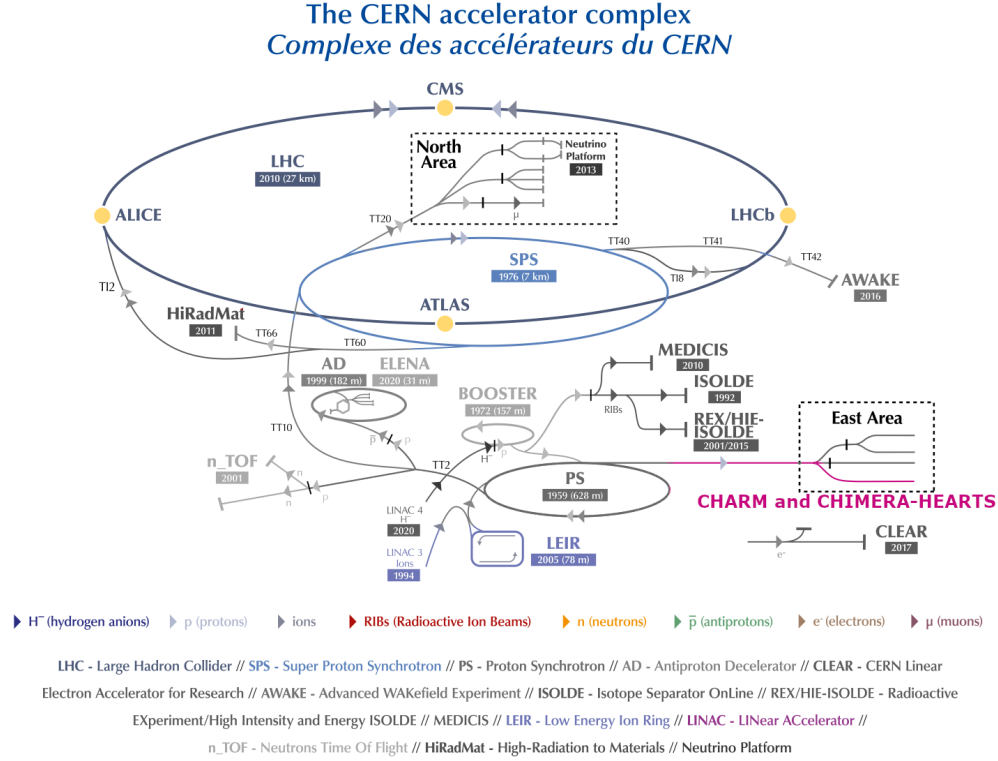 The CERN accelerator complex
Complexe des accélérateurs du CERN
CMS
North
Area
Neutrino
Platform
2013
LHC
2010 (27 km)
μ
ALICE
LHCb
TT20
TT40
TT41
TT42
SPS
1976 (7 km)
TI8
AWAKE
2016
TI2
ATLAS
HiRadMat
2011
TT66
TT60
MEDICIS
2010
AD
1999 (182 m)
ELENA
2020 (31 m)
ISOLDE
1992
BOOSTER
1972 (157 m)
RIBs
REX/HIE-
ISOLDE
2001/2015
East Area
TT10
p̅
p
H⁻
p
n_TOF
2001
n
n
p
TT2
PS
1959 (628 m)
CHARM and CHIMERA-HEARTS
LINAC 4
H⁻
2020
CLEAR
2017
e⁻
LINAC 3
Ions
1994
LEIR
2005 (78 m)
H⁻ (hydrogen anions)
p (protons)
ions
RIBs (Radioactive Ion Beams)
n (neutrons)
p̅ (antiprotons)
e⁻ (electrons)
μ (muons)
LHC - Large Hadron Collider // SPS - Super Proton Synchrotron // PS - Proton Synchrotron // AD - Antiproton Decelerator // CLEAR - CERN Linear
Electron Accelerator for Research // AWAKE - Advanced WAKefield Experiment // ISOLDE - Isotope Separator OnLine // REX/HIE-ISOLDE - Radioactive
EXperiment/High Intensity and Energy ISOLDE // MEDICIS // LEIR - Low Energy Ion Ring // LINAC - LINear ACcelerator //
n_TOF - Neutrons Time Of Flight // HiRadMat - High-Radiation to Materials // Neutrino Platform